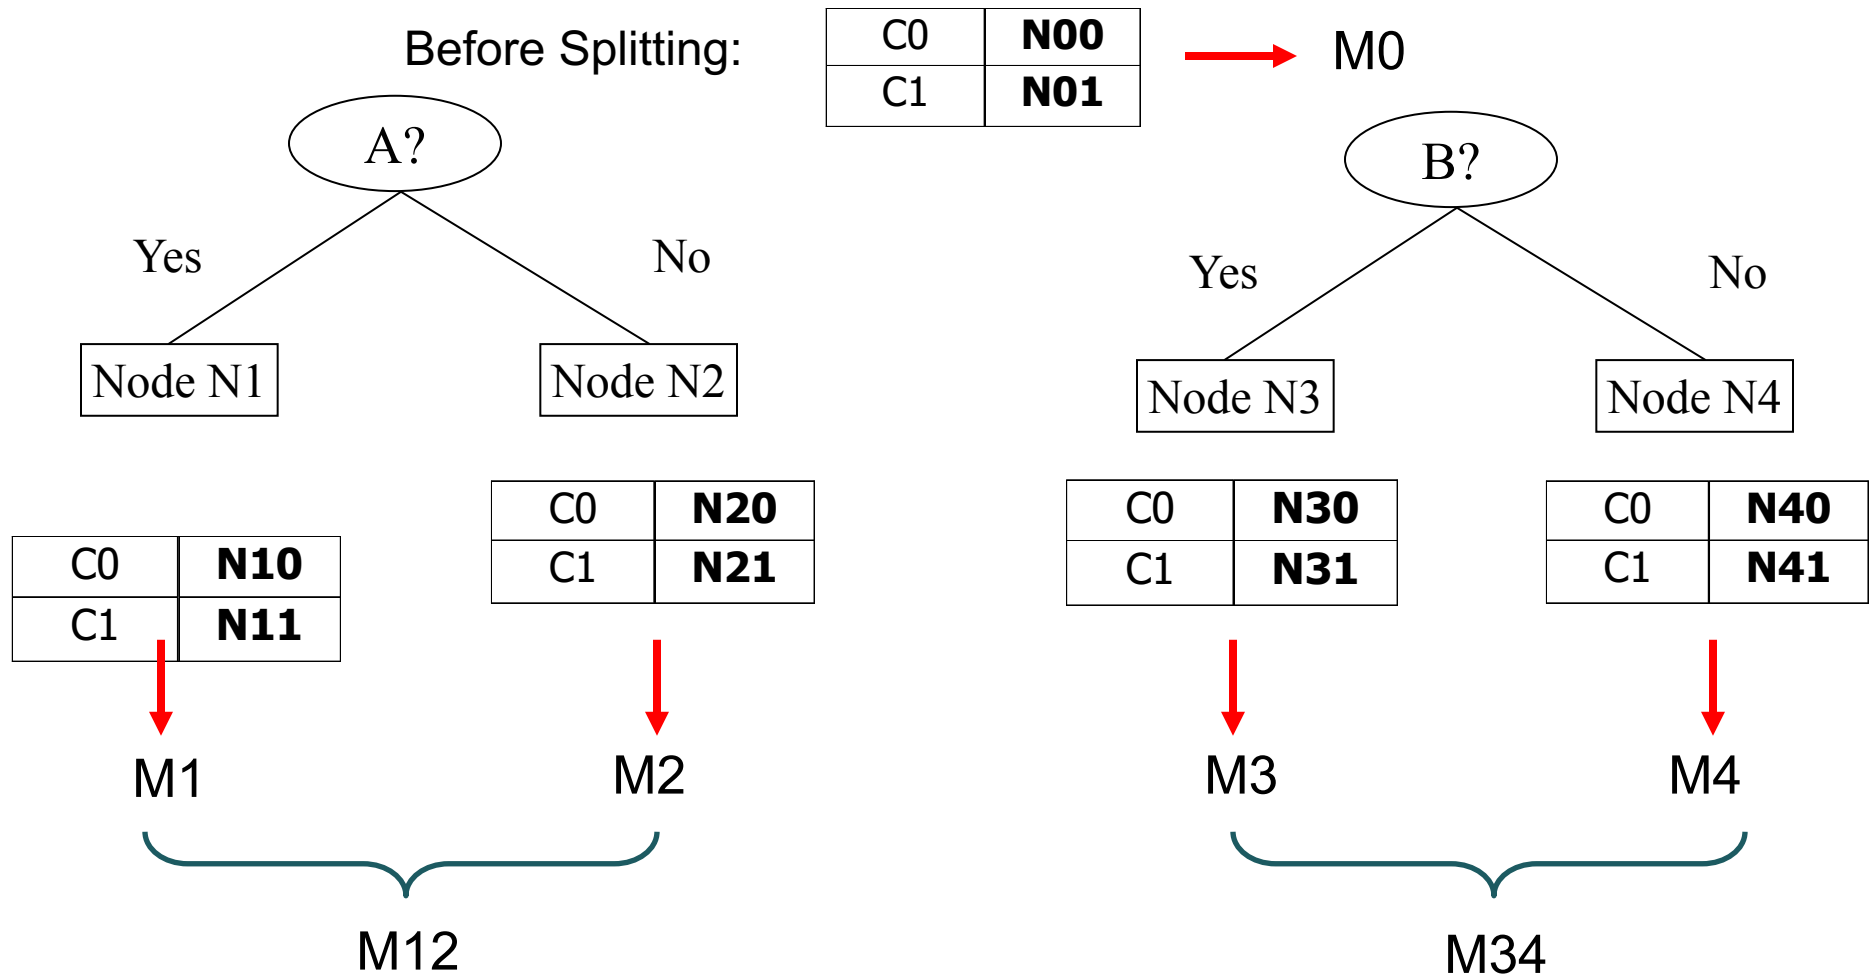 Before Splitting:
C0 N00
C1 N01
M0
A?
Yes No
Node N1 Node N2
C0 N10
C1 N11
C0 N20
C1 N21
M1 M2
M12
B?
Yes No
Node N3 Node N4
C0 N30
C1 N31
C0 N40
C1 N41
M3 M4
M34